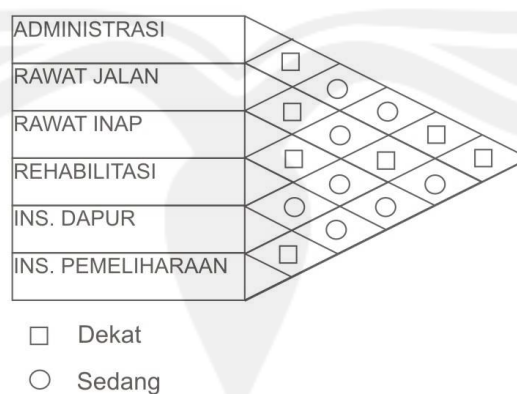 ADMINISTRASI
RAWAT JALAN
RAWAT INAP
REHABILITASI
INS. DAPUR
INS. PEMELIHARAAN
Dekat
Sedang